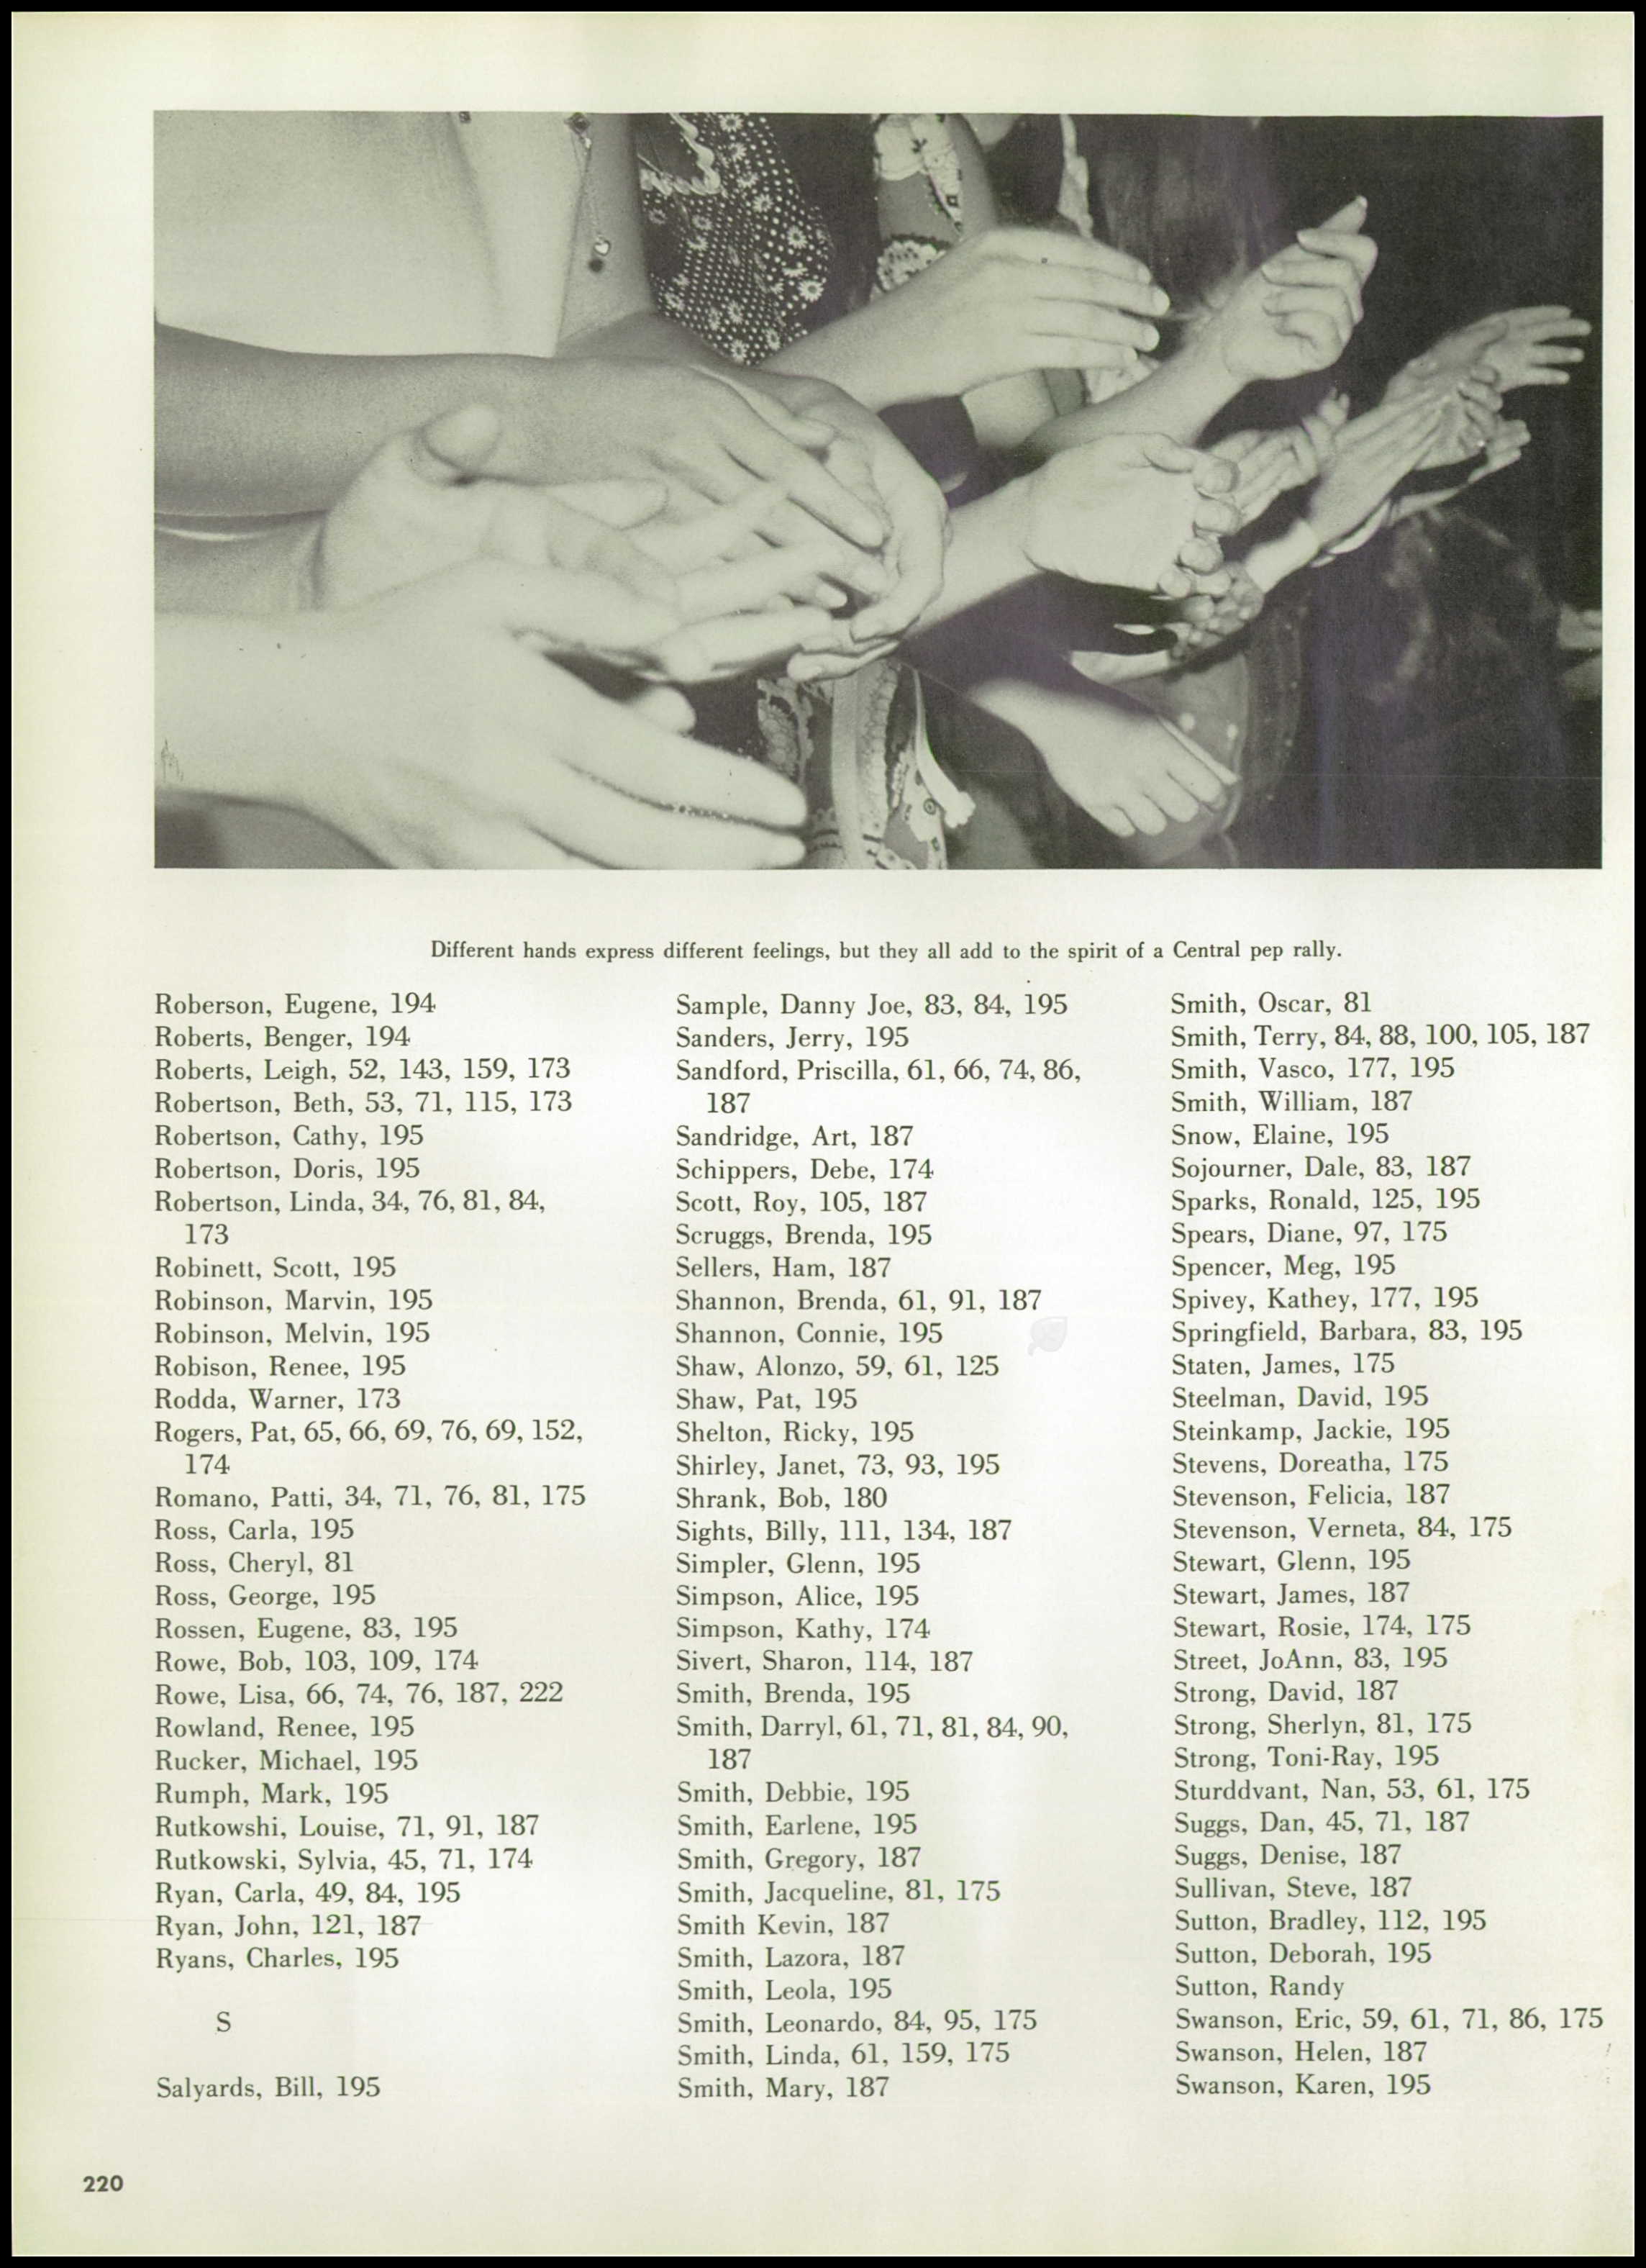 Different hands express different feelings, but they all add to the spirit of a Central pep rally.
Roberson, Eugene, 194
Roberts, Benger, 194
Roberts, Leigh, 52, 143, 159, 173
Robertson, Beth, 53, 71, 115, 173
Robertson, Cathy, 195
Robertson, Doris, 195
Robertson, Linda, 34, 76, 81, 84,
173
Robinett, Scott, 195
Robinson, Marvin, 195
Robinson, Melvin, 195
Robison, Renee, 195
Rodda, Warner, 173
Rogers, Pat, 65, 66, 69, 76, 69, 152,
174
Romano, Patti, 34, 71, 76, 81, 175
Ross, Carla, 195
Ross, Cheryl, 81
Ross, George, 195
Rossen, Eugene, 83, 195
Rowe, Bob, 103, 109, 174
Rowe, Lisa, 66, 74, 76, 187, 222
Rowland, Renee, 195
Rucker, Michael, 195
Rumph, Mark, 195
Rutkowshi, Louise, 71, 91, 187
Rutkowski, Sylvia, 45, 71, 174
Ryan, Carla, 49, 84, 195
Ryan, John, 121, 187
Ryans, Charles, 195
S
Salyards, Bill, 195
Sample, Danny Joe, 83, 84, 195
Sanders, Jerry, 195
Sandford, Priscilla, 61, 66, 74, 86,
187
Sandridge, Art, 187
Schippers, Debe, 174
Scott, Roy, 105, 187
Scruggs, Brenda, 195
Sellers, Ham, 187
Shannon, Brenda, 61, 91, 187
Shannon, Connie, 195
Shaw, Alonzo, 59, 61, 125
Shaw, Pat, 195
Shelton, Ricky, 195
Shirley, Janet, 73, 93, 195
Shrank, Bob, 180
Sights, Billy, 111, 134, 187
Simpler, Glenn, 195
Simpson, Alice, 195
Simpson, Kathy, 174
Sivert, Sharon, 114, 187
Smith, Brenda, 195
Smith, Darryl, 61, 71, 81, 84, 90,
187
Smith, Debbie, 195
Smith, Earlene, 195
Smith, Gregory, 187
Smith, Jacqueline, 81, 175
Smith Kevin, 187
Smith, Lazora, 187
Smith, Leola, 195
Smith, Leonardo, 84, 95, 175
Smith, Linda, 61, 159, 175
Smith, Mary, 187
Smith, Oscar, 81
Smith, Terry, 84, 88, 100, 105, 187
Smith, Vasco, 177, 195
Smith, William, 187
Snow, Elaine, 195
Sojourner, Dale, 83, 187
Sparks, Ronald, 125, 195
Spears, Diane, 97, 175
Spencer, Meg, 195
Spivey, Kathey, 177, 195
Springfield, Barbara, 83, 195
Staten, James, 175
Steelman, David, 195
Steinkamp, Jackie, 195
Stevens, Doreatha, 175
Stevenson, Felicia, 187
Stevenson, Verneta, 84, 175
Stewart, Glenn, 195
Stewart, James, 187
Stewart, Rosie, 174, 175
Street, JoAnn, 83, 195
Strong, David, 187
Strong, Sherlyn, 81, 175
Strong, Toni-Ray, 195
Sturddvant, Nan, 53, 61, 175
Suggs, Dan, 45, 71, 187
Suggs, Denise, 187
Sullivan, Steve, 187
Sutton, Bradley, 112, 195
Sutton, Deborah, 195
Sutton, Randy
Swanson, Eric, 59, 61, 71, 86, 175
Swanson, Helen, 187
Swanson, Karen, 195
220